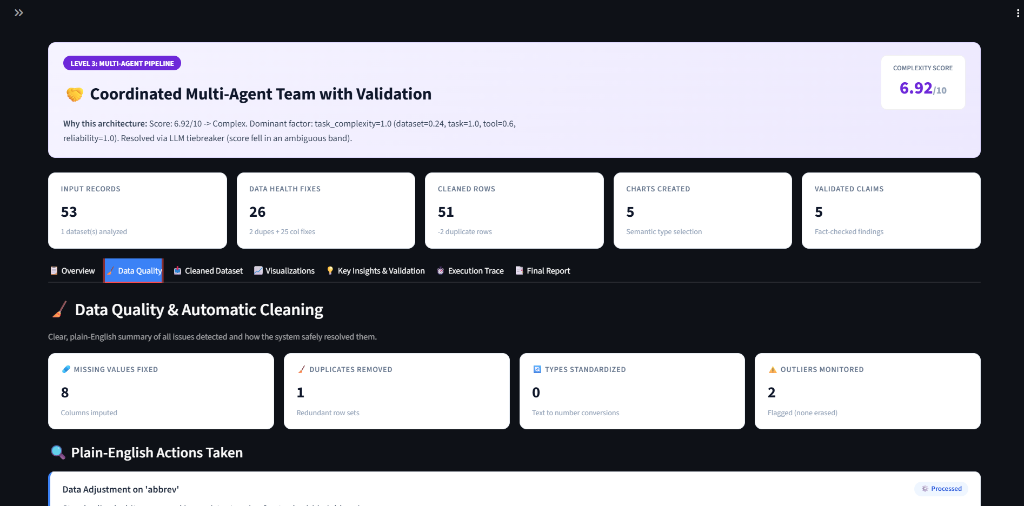 LEVEL 3: MULTI-AGENT PIPELINE
Coordinated Multi-Agent Team with Validation
Why this architecture: Score: 6.92/10 -> Complex. Dominant factor: task_complexity=1.0 (dataset=0.24, task=1.0, tool=0.6,
reliability=1.0). Resolved via LLM tiebreaker (score fell in an ambiguous band).
COMPLEXITY SCORE
6.92/10
INPUT RECORDS
53
1 dataset(s) analyzed
DATA HEALTH FIXES
26
2 dupes + 25 col fixes
CLEANED ROWS
51
-2 duplicate rows
CHARTS CREATED
5
Semantic type selection
VALIDATED CLAIMS
5
Fact-checked findings
Overview Data Quality Cleaned Dataset Visualizations Key Insights & Validation Execution Trace Final Report
Data Quality & Automatic Cleaning
Clear, plain-English summary of all issues detected and how the system safely resolved them.
MISSING VALUES FIXED
8
Columns imputed
DUPLICATES REMOVED
1
Redundant row sets
TYPES STANDARDIZED
0
Text to number conversions
OUTLIERS MONITORED
2
Flagged (none erased)
Plain-English Actions Taken
Data Adjustment on 'abbrev'
Processed